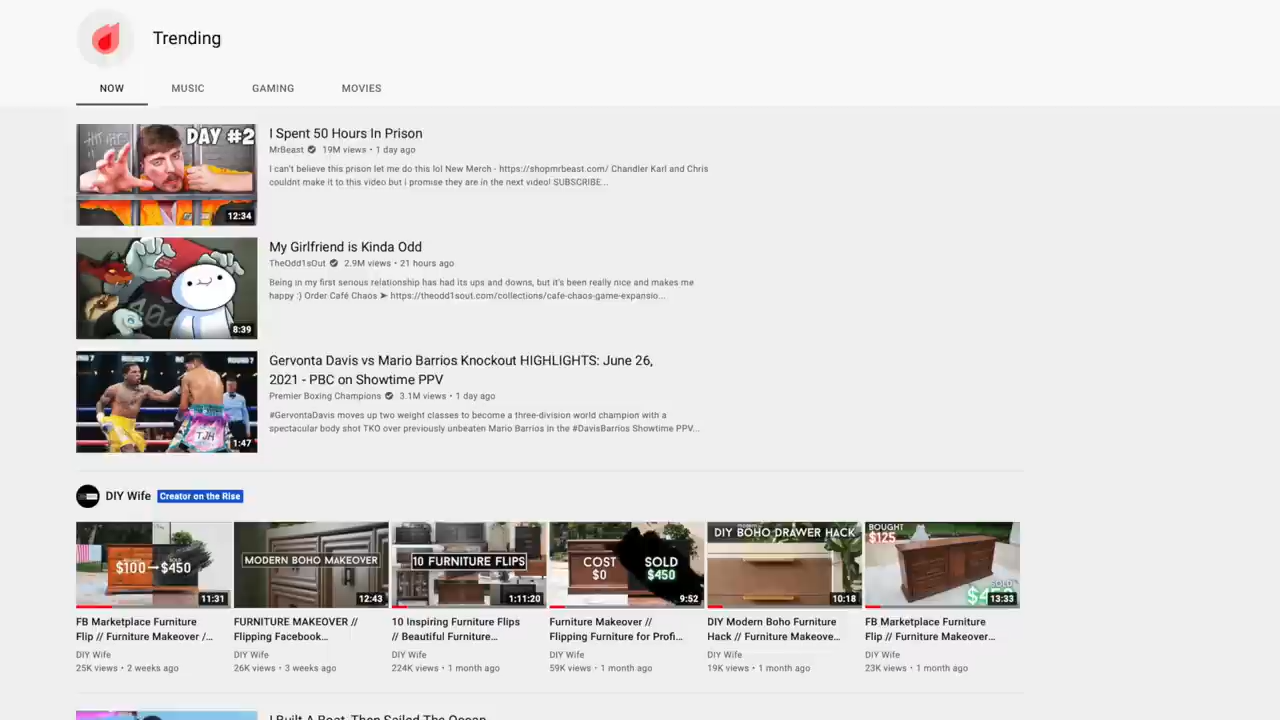 Trending
NOW
MUSIC
GAMING
MOVIES
DAY #2
12:34
I Spent 50 Hours In Prison
MrBeast 19M views • 1 day ago
I can't believe this prison let me do this lol New Merch - https://shopmrbeast.com/ Chandler Karl and Chris
couldnt make it to this video but i promise they are in the next video! SUBSCRIBE...
8:39
My Girlfriend is Kinda Odd
TheOdd1sOut 2.9M views • 21 hours ago
Being in my first serious relationship has had its ups and downs, but it's been really nice and makes me
happy :) Order Café Chaos ➤ https://theodd1sout.com/collections/cafe-chaos-game-expansio...
TJH
1:47
Gervonta Davis vs Mario Barrios Knockout HIGHLIGHTS: June 26,
2021 - PBC on Showtime PPV
Premier Boxing Champions 3.1M views • 1 day ago
#GervontaDavis moves up two weight classes to become a three-division world champion with a
spectacular body shot TKO over previously unbeaten Mario Barrios in the #DavisBarrios Showtime PPV...
DIY Wife Creator on the Rise
$100 → $450
11:31
FB Marketplace Furniture
Flip // Furniture Makeover /...
DIY Wife
25K views • 2 weeks ago
MODERN BOHO MAKEOVER
12:43
FURNITURE MAKEOVER //
Flipping Facebook...
DIY Wife
26K views • 3 weeks ago
10 FURNITURE FLIPS
1:11:20
10 Inspiring Furniture Flips
// Beautiful Furniture...
DIY Wife
224K views • 1 month ago
COST SOLD
$0 $450
9:52
Furniture Makeover //
Flipping Furniture for Profi...
DIY Wife
59K views • 1 month ago
DIY BOHO DRAWER HACK
10:18
DIY Modern Boho Furniture
Hack // Furniture Makeove...
DIY Wife
19K views • 1 month ago
BOUGHT
$125
SOLD
13:33
FB Marketplace Furniture
Flip // Furniture Makeover...
DIY Wife
23K views • 1 month ago
I Built A Boat, Then Sailed The Ocean